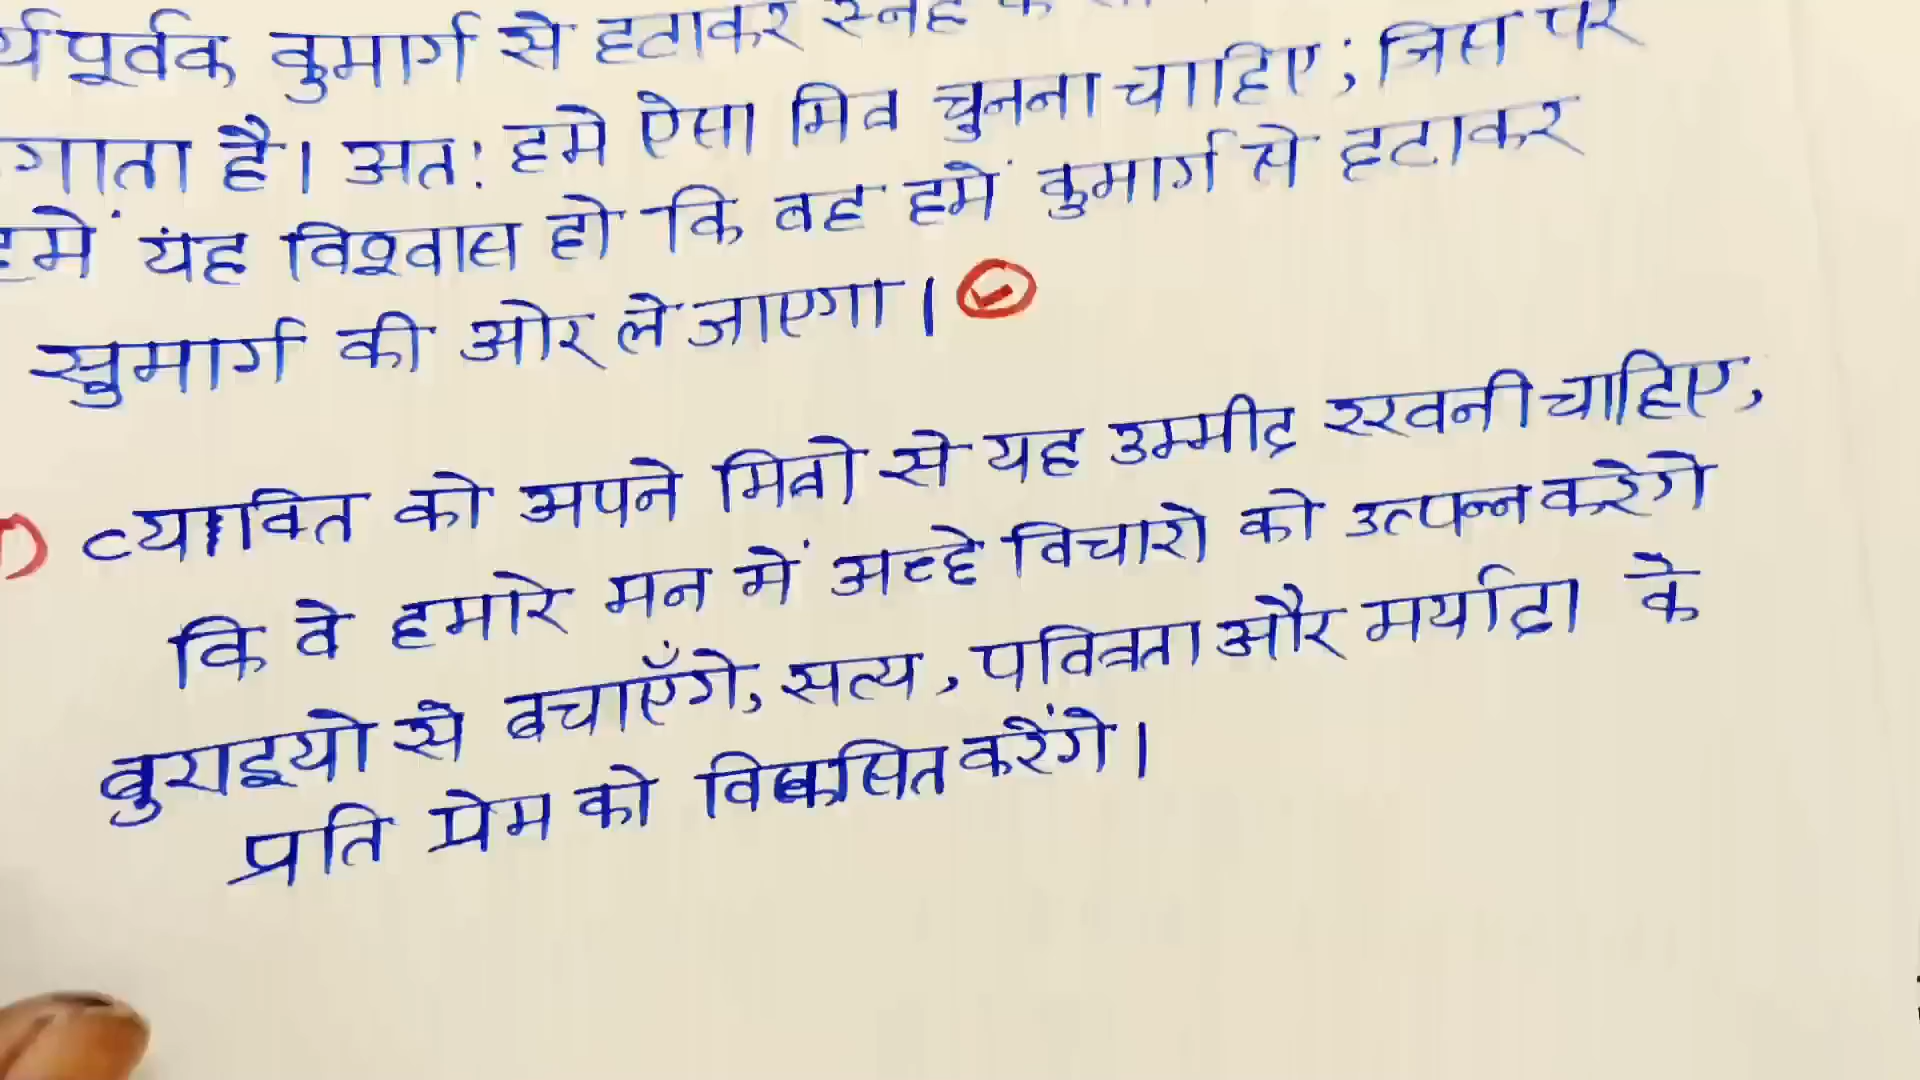 र्यपूर्वक कुमार्ग से हटाकर स्नेह के
गाता है। अत: हमे ऐसा मित्र चुनना चाहिए; जिस पर
हमें यह विश्वास हो कि वह हमें कुमार्ग से हटाकर
सुमार्ग की ओर ले जाएगा।
व्यक्ति को अपने मित्रो से यह उम्मीद रखनी चाहिए,
कि वे हमारे मन में अच्छे विचारो को उत्पन्न करेगे
बुराइयो से बचाएँगे, सत्य, पवित्रता और मर्यादा के
प्रति प्रेम को विकसित करेंगे।